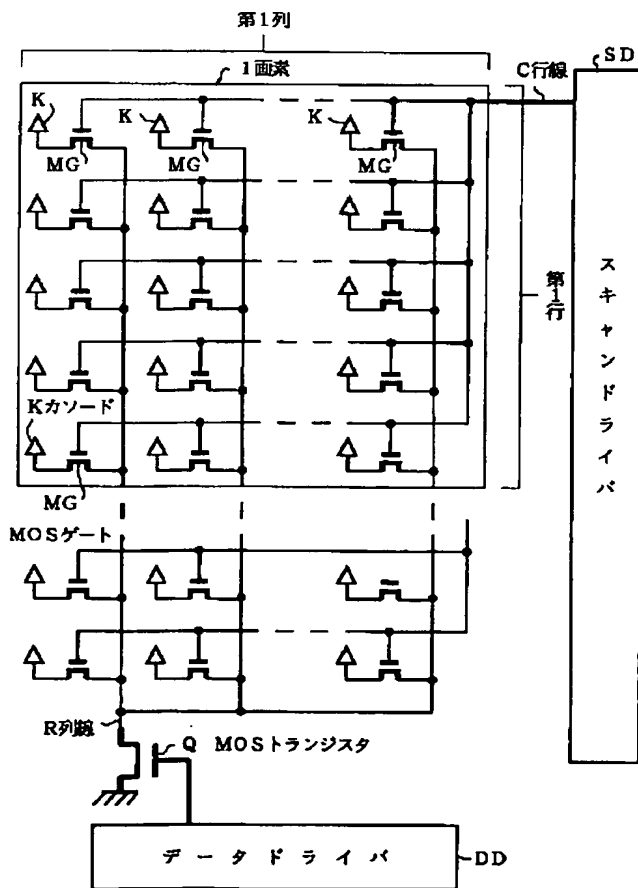 第1列
1画素
C行線
SD
K
K
K
MG
MG
MG
第1行
スキャンドライバ
Kカソード
MG
MOSゲート
R列線
Q MOSトランジスタ
データドライバ
DD